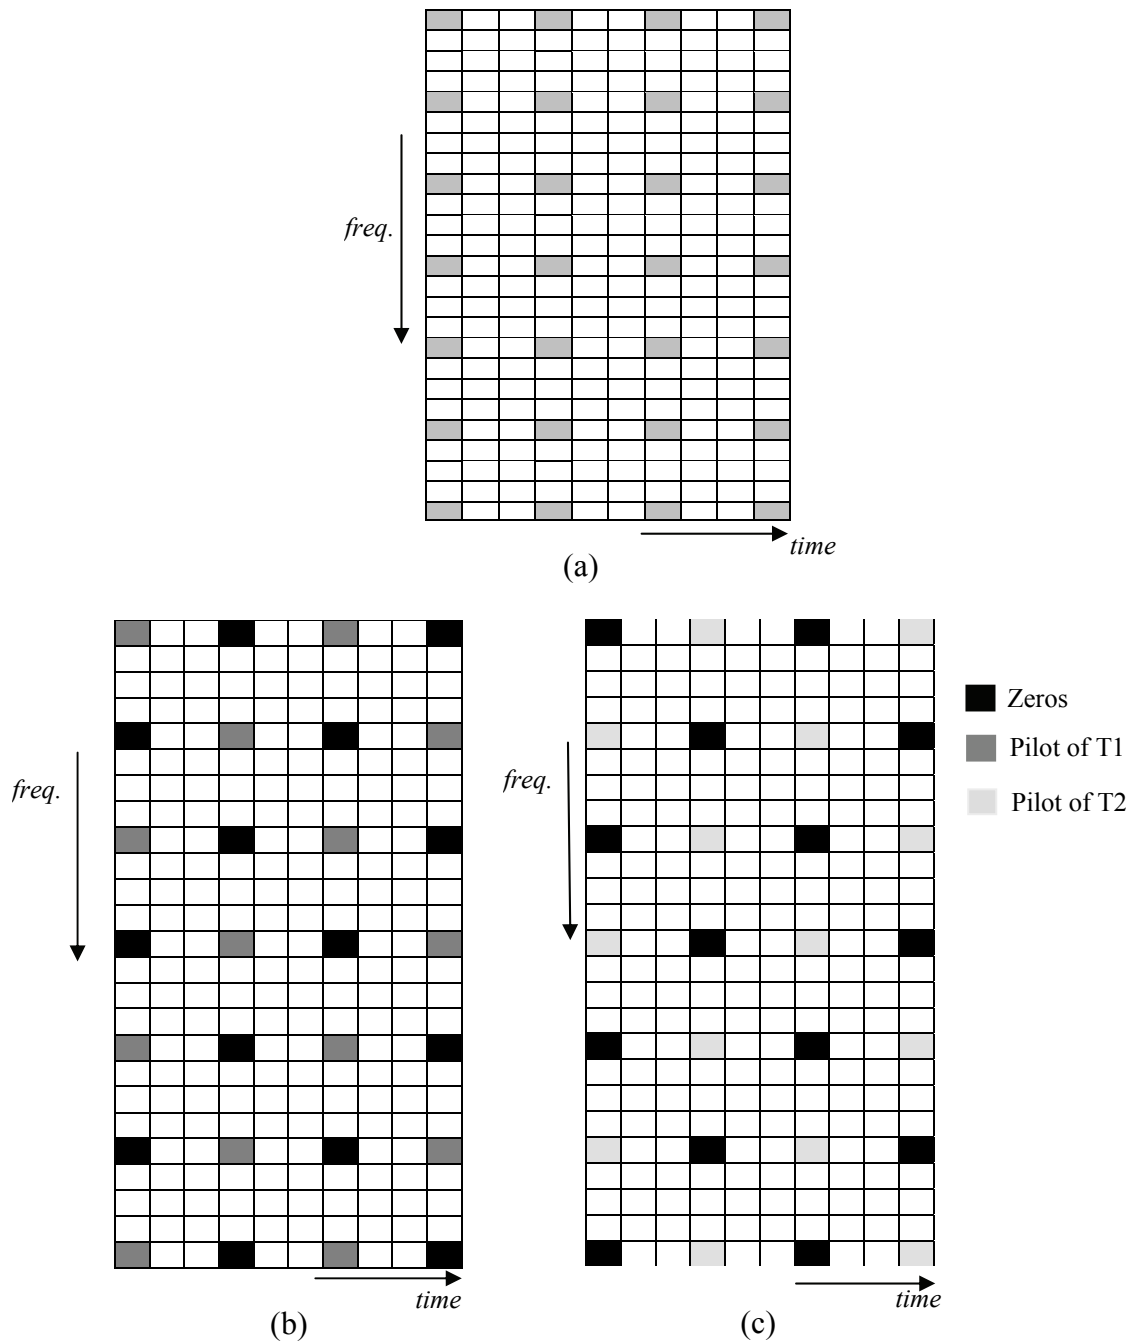 freq.
time
(a)
Zeros
Pilot of T1
Pilot of T2
freq.
freq.
time
time
(b)
(c)